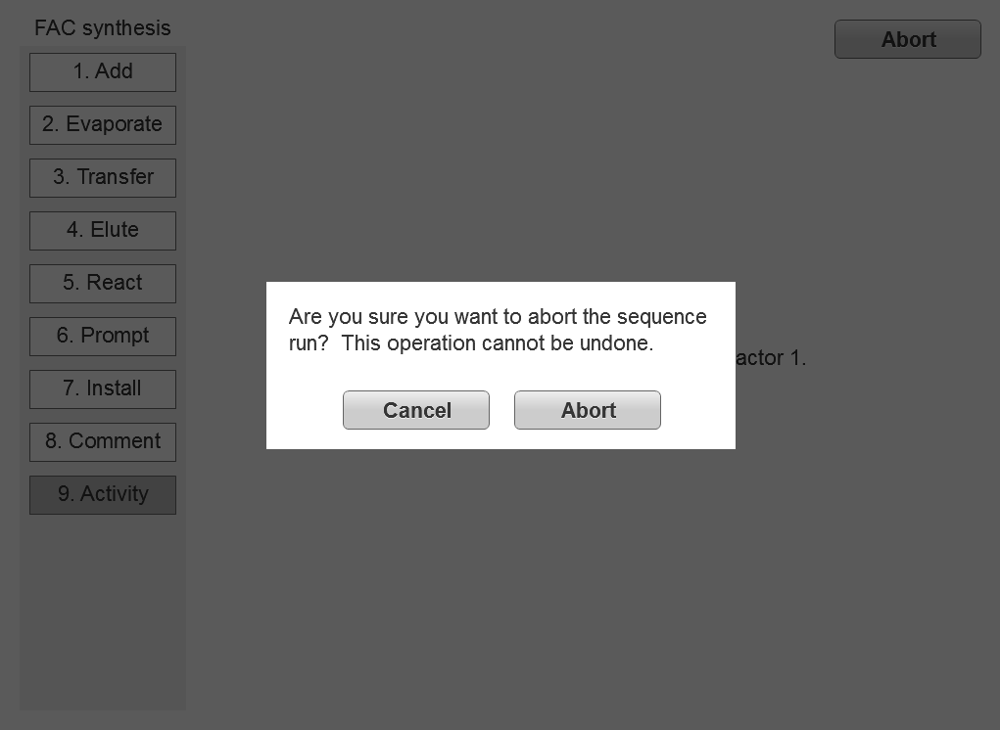 FAC synthesis
Abort
1. Add
2. Evaporate
3. Transfer
4. Elute
5. React
6. Prompt
7. Install
8. Comment
9. Activity
Are you sure you want to abort the sequence
run?  This operation cannot be undone.
actor 1.
Cancel
Abort